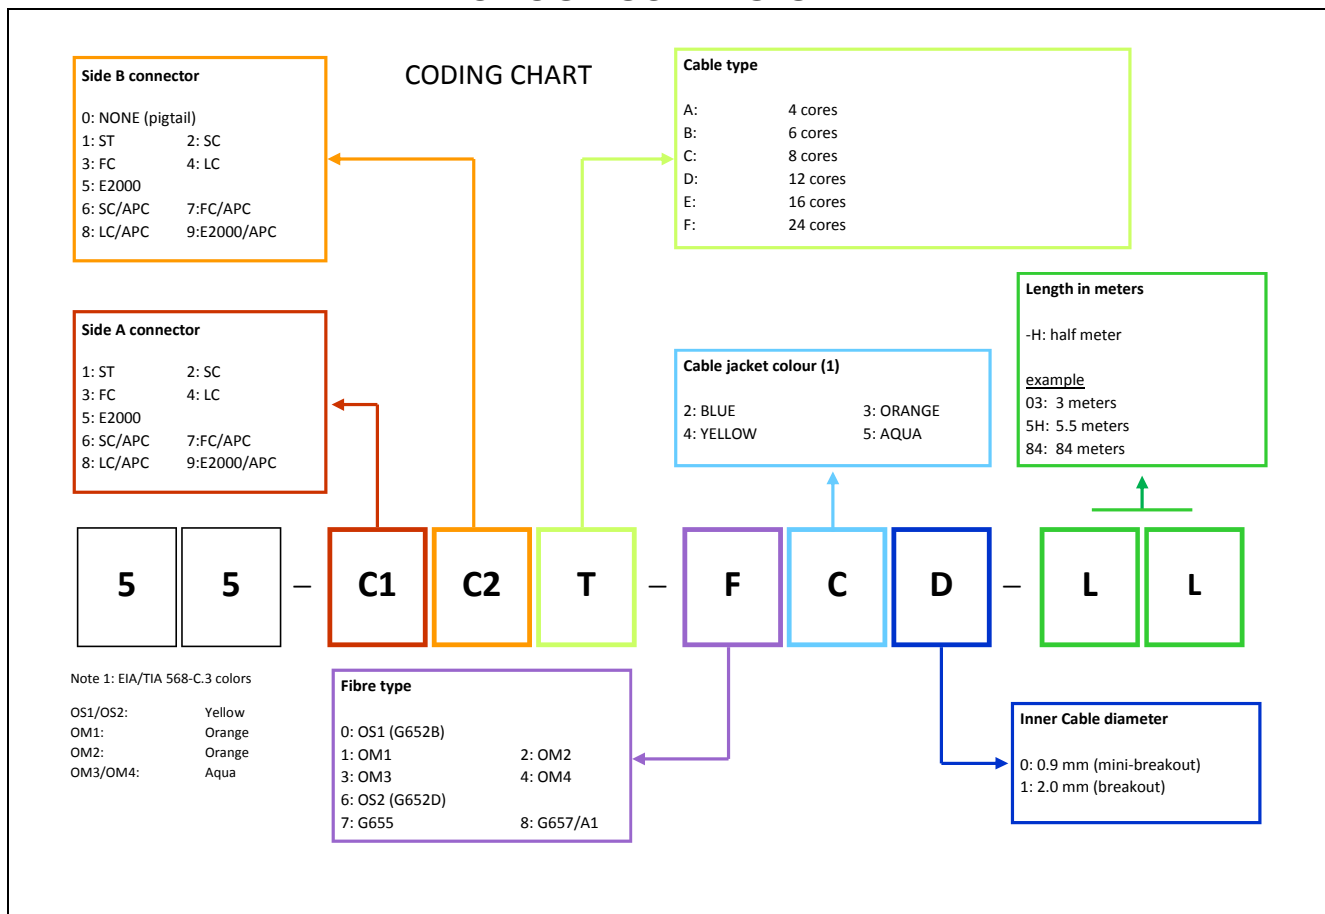 CODING CHART
Side B connector
0: NONE (pigtail)
1: ST 2: SC
3: FC 4: LC
5: E2000
6: SC/APC 7:FC/APC
8: LC/APC 9:E2000/APC
Cable type
A: 4 cores
B: 6 cores
C: 8 cores
D: 12 cores
E: 16 cores
F: 24 cores
Side A connector
1: ST 2: SC
3: FC 4: LC
5: E2000
6: SC/APC 7:FC/APC
8: LC/APC 9:E2000/APC
Cable jacket colour (1)
2: BLUE 3: ORANGE
4: YELLOW 5: AQUA
Length in meters
-H: half meter
example
03: 3 meters
5H: 5.5 meters
84: 84 meters
5 5 – C1 C2 T – F C D – L L
Note 1: EIA/TIA 568-C.3 colors
OS1/OS2: Yellow
OM1: Orange
OM2: Orange
OM3/OM4: Aqua
Fibre type
0: OS1 (G652B)
1: OM1 2: OM2
3: OM3 4: OM4
6: OS2 (G652D)
7: G655 8: G657/A1
Inner Cable diameter
0: 0.9 mm (mini-breakout)
1: 2.0 mm (breakout)